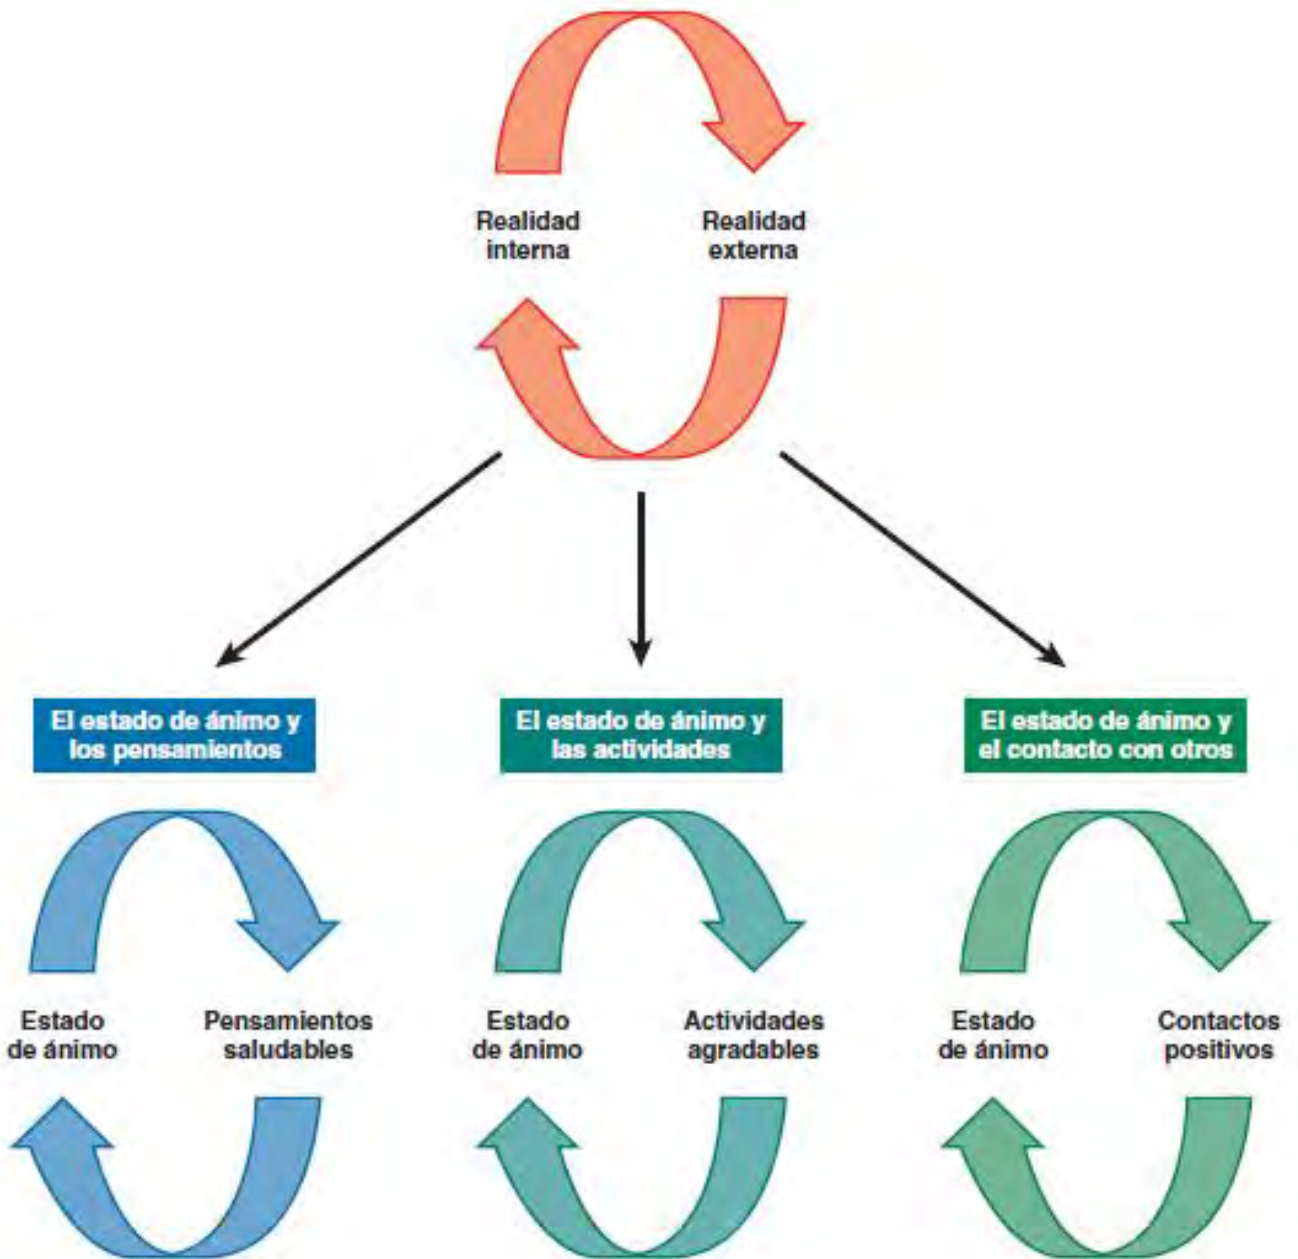 Realidad
interna
Realidad
externa
El estado de ánimo y
los pensamientos
El estado de ánimo y
las actividades
El estado de ánimo y
el contacto con otros
Estado
de ánimo
Pensamientos
saludables
Estado
de ánimo
Actividades
agradables
Estado
de ánimo
Contactos
positivos